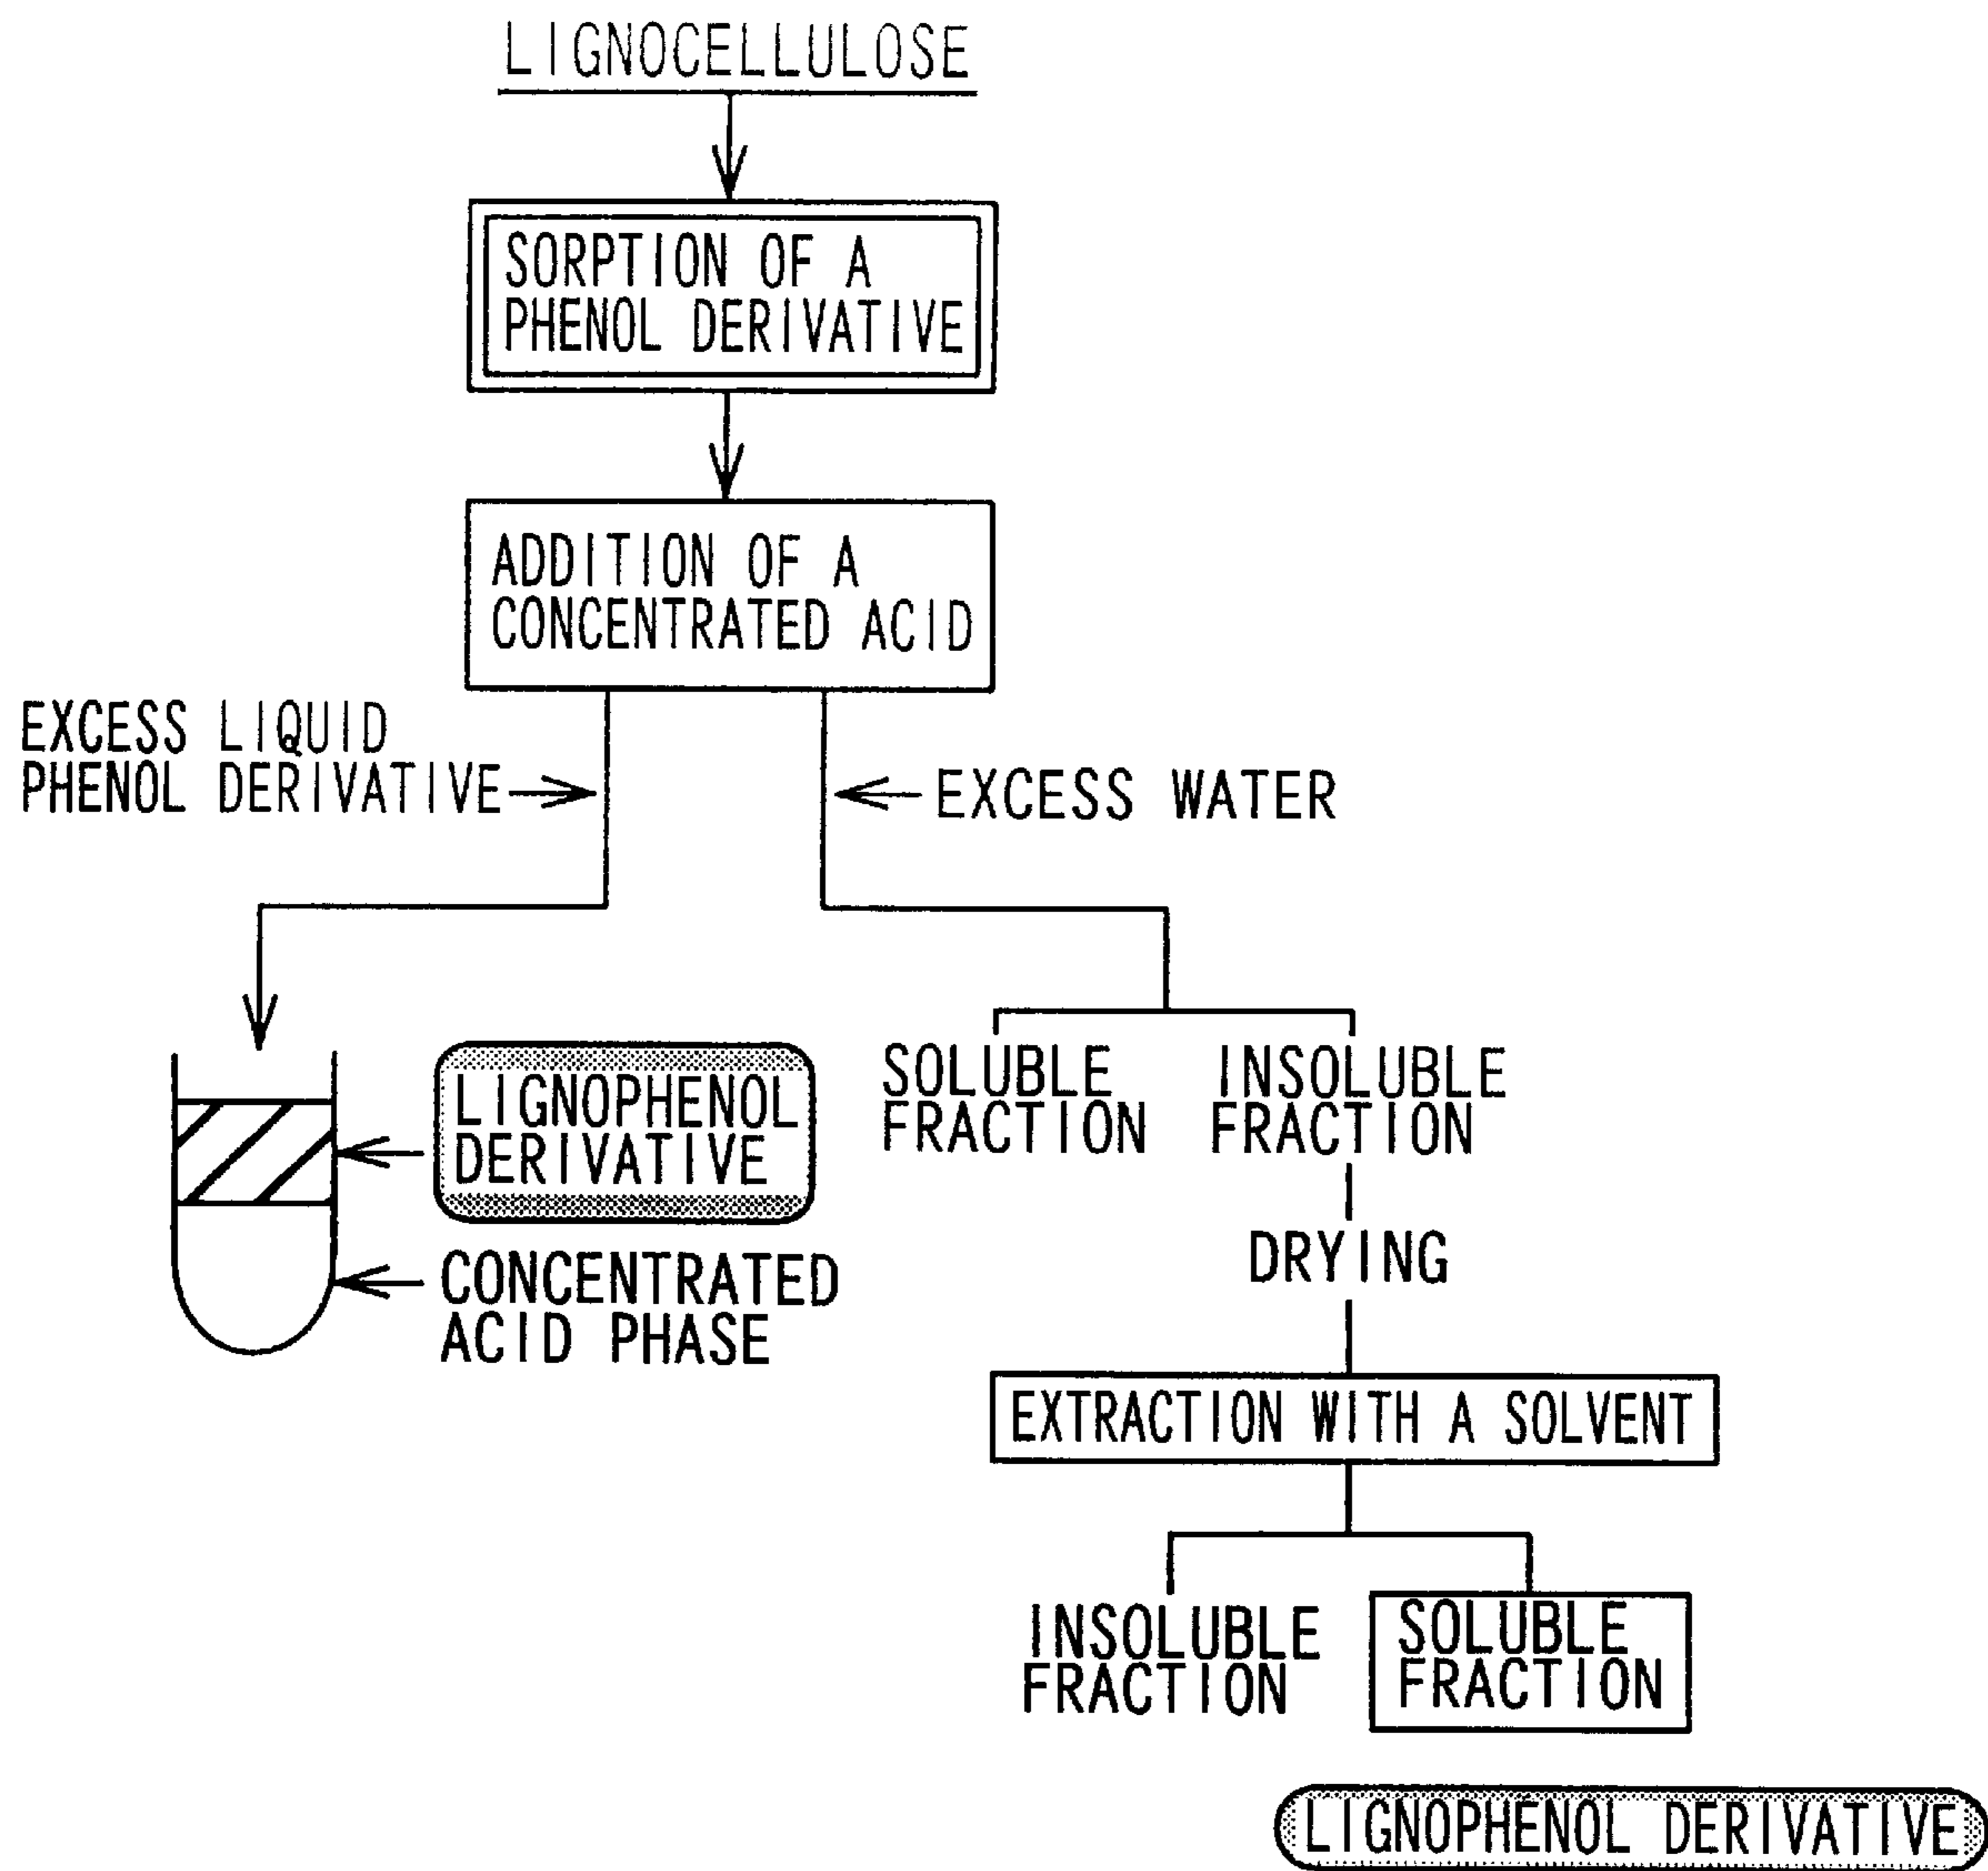 LIGNOCELLULOSE
SORPTION OF A
PHENOL DERIVATIVE
ADDITION OF A
CONCENTRATED ACID
EXCESS LIQUID
PHENOL DERIVATIVE
EXCESS WATER
LIGNOPHENOL
DERIVATIVE
CONCENTRATED
ACID PHASE
SOLUBLE
FRACTION
INSOLUBLE
FRACTION
DRYING
EXTRACTION WITH A SOLVENT
INSOLUBLE
FRACTION
SOLUBLE
FRACTION
LIGNOPHENOL DERIVATIVE